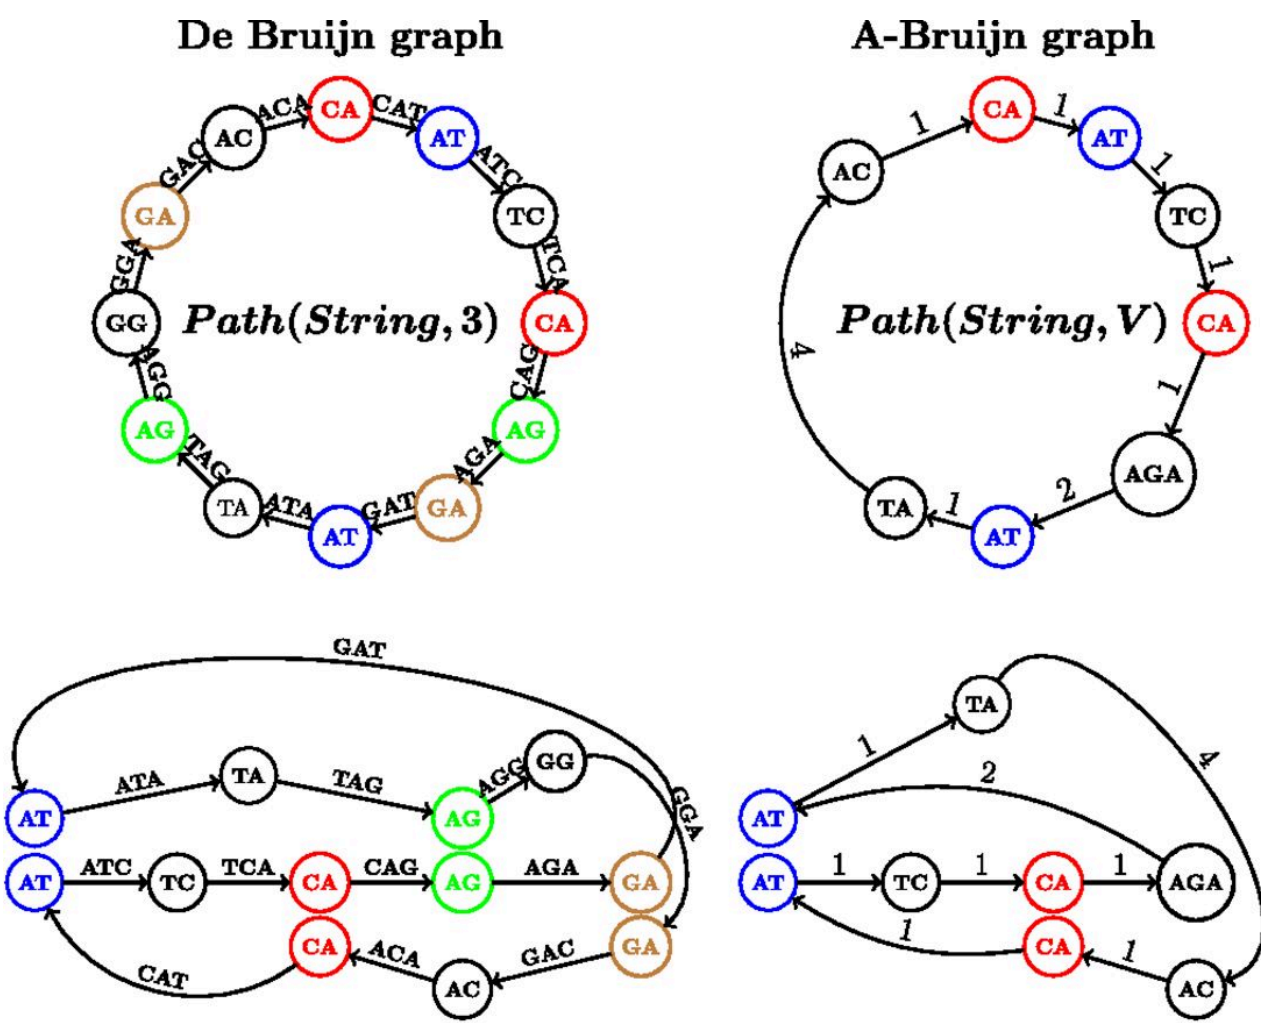 De Bruijn graph
A-Bruijn graph
ACA
CA
CAT
AT
ATC
TC
TCA
CA
CAG
AG
AGA
GA
GAT
AT
ATA
TA
TAG
AG
AGG
GG
GGA
GA
GAC
AC
Path(String, 3)
CA
1
AT
1
TC
1
CA
1
AGA
2
AT
1
TA
4
AC
1
Path(String, V)
GAT
AT
ATA
TA
TAG
AG
AGG
GG
GGA
AT
ATC
TC
TCA
CA
CAG
AG
AGA
GA
CAT
CA
ACA
AC
GAC
GA
TA
1
4
2
AT
AT
1
TC
1
CA
1
AGA
1
CA
1
AC